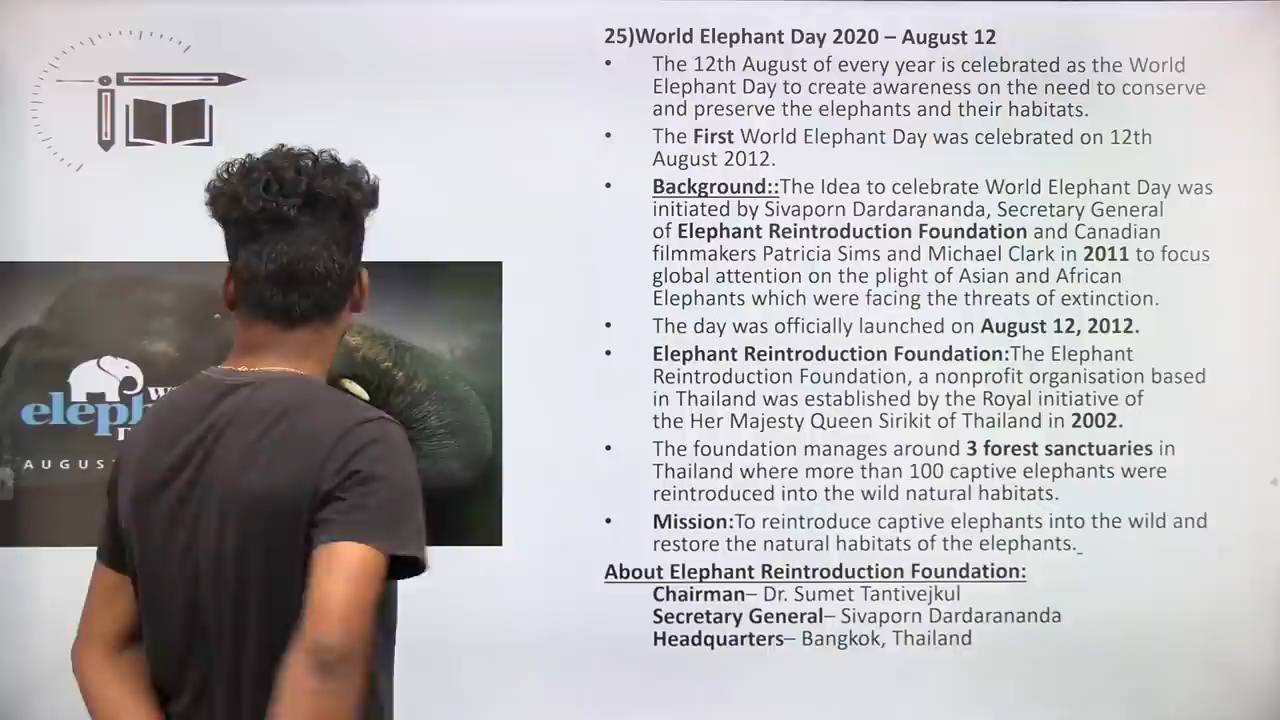 25)World Elephant Day 2020 – August 12
• The 12th August of every year is celebrated as the World
Elephant Day to create awareness on the need to conserve
and preserve the elephants and their habitats.
• The First World Elephant Day was celebrated on 12th
August 2012.
• Background::The Idea to celebrate World Elephant Day was
initiated by Sivaporn Dardarananda, Secretary General
of Elephant Reintroduction Foundation and Canadian
filmmakers Patricia Sims and Michael Clark in 2011 to focus
global attention on the plight of Asian and African
Elephants which were facing the threats of extinction.
• The day was officially launched on August 12, 2012.
• Elephant Reintroduction Foundation:The Elephant
Reintroduction Foundation, a nonprofit organisation based
in Thailand was established by the Royal initiative of
the Her Majesty Queen Sirikit of Thailand in 2002.
• The foundation manages around 3 forest sanctuaries in
Thailand where more than 100 captive elephants were
reintroduced into the wild natural habitats.
• Mission:To reintroduce captive elephants into the wild and
restore the natural habitats of the elephants.
About Elephant Reintroduction Foundation:
Chairman– Dr. Sumet Tantivejkul
Secretary General– Sivaporn Dardarananda
Headquarters– Bangkok, Thailand
AUGUS